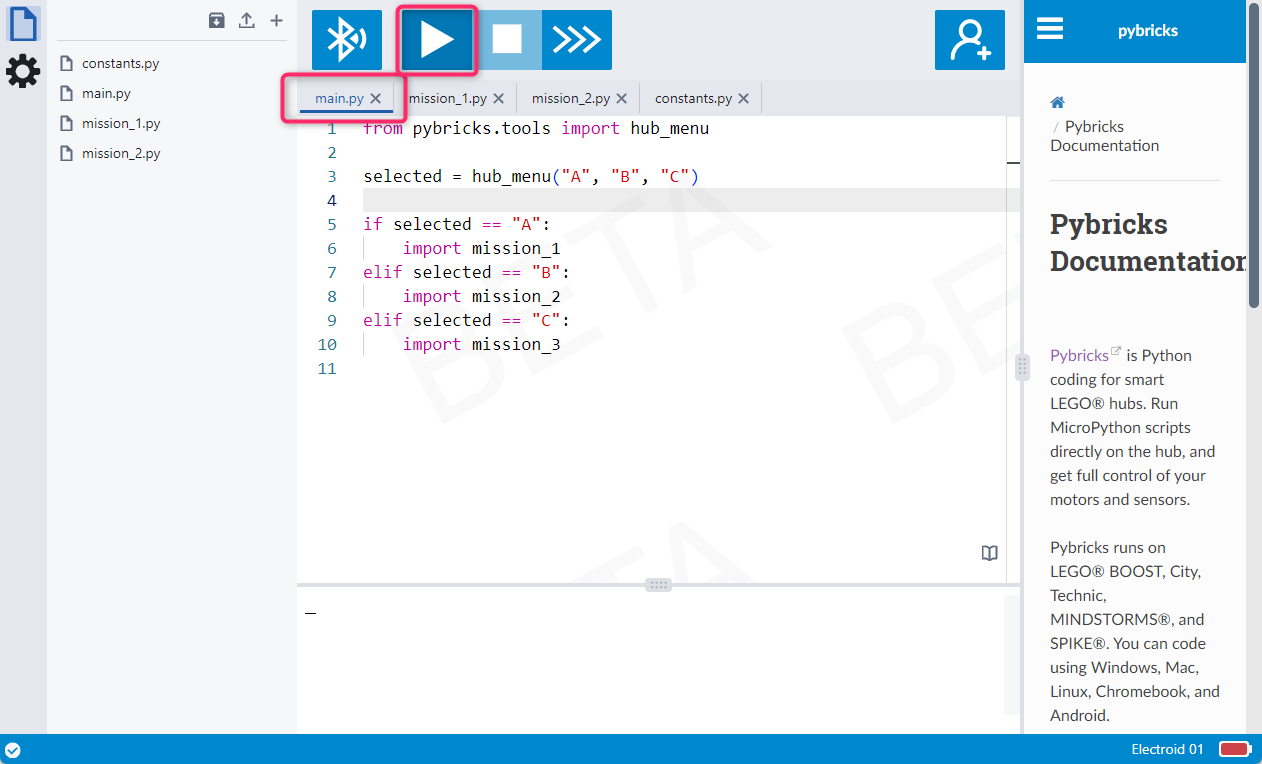 constants.py
main.py
mission_1.py
mission_2.py
main.py
mission_1.py
mission_2.py
constants.py
1 from pybricks.tools import hub_menu
2
3 selected = hub_menu("A", "B", "C")
4
5 if selected == "A":
6 import mission_1
7 elif selected == "B":
8 import mission_2
9 elif selected == "C":
10 import mission_3
11
BETA
BETA
BETA
pybricks
/ Pybricks
Documentation
Pybricks
Documentation
Pybricks is Python
coding for smart
LEGO® hubs. Run
MicroPython scripts
directly on the hub, and
get full control of your
motors and sensors.
Pybricks runs on
LEGO® BOOST, City,
Technic,
MINDSTORMS®, and
SPIKE®. You can code
using Windows, Mac,
Linux, Chromebook, and
Android.
Electroid 01